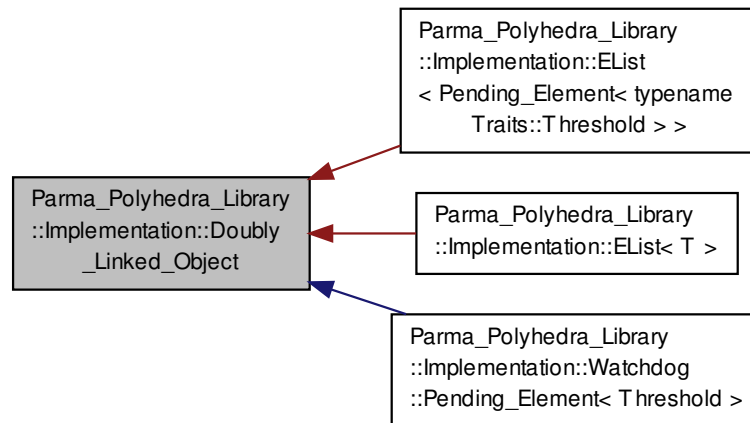 Parma_Polyhedra_Library
::Implementation::EList
< Pending_Element< typename
Traits::Threshold > >
Parma_Polyhedra_Library
::Implementation::Doubly
_Linked_Object
Parma_Polyhedra_Library
::Implementation::EList< T >
Parma_Polyhedra_Library
::Implementation::Watchdog
::Pending_Element< Threshold >